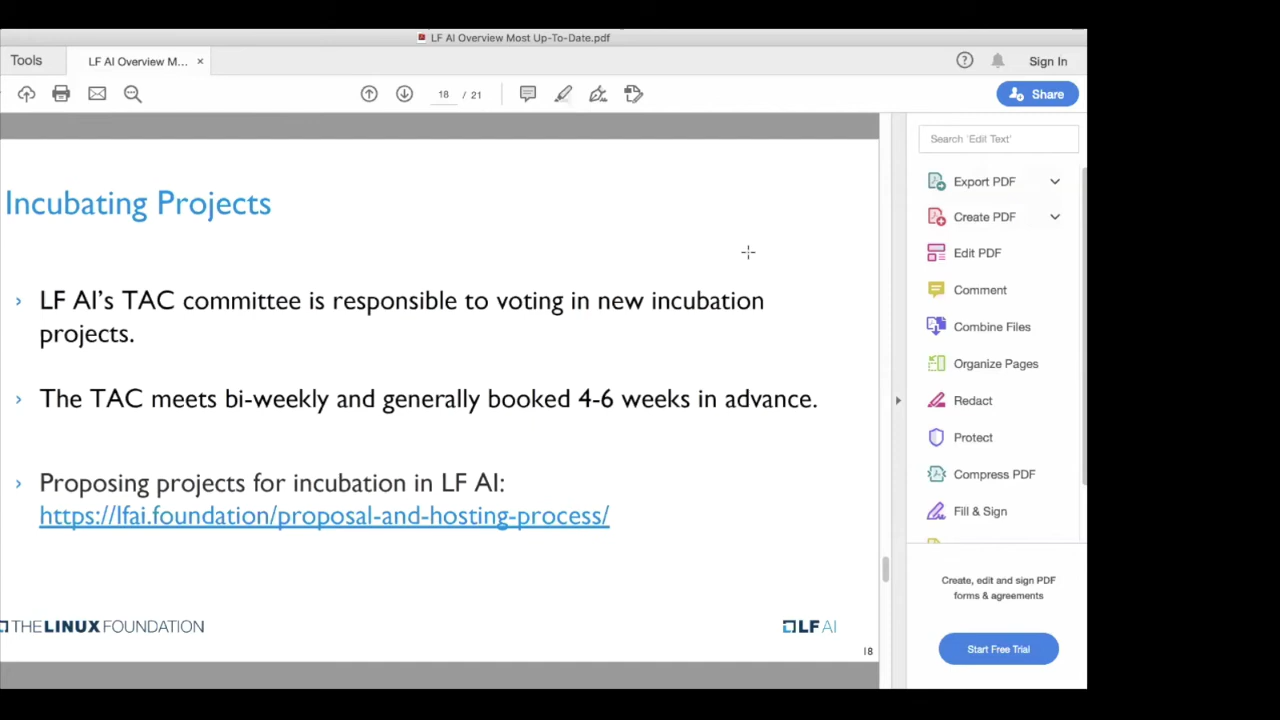 LF AI Overview Most Up-To-Date.pdf
Tools
LF AI Overview M... ×
? Sign In
18 / 21
Share
Search 'Edit Text'
Export PDF
Create PDF
Edit PDF
Comment
Combine Files
Organize Pages
Redact
Protect
Compress PDF
Fill & Sign
Create, edit and sign PDF
forms & agreements
Start Free Trial
Incubating Projects
› LF AI's TAC committee is responsible to voting in new incubation
projects.
› The TAC meets bi-weekly and generally booked 4-6 weeks in advance.
› Proposing projects for incubation in LF AI:
https://lfai.foundation/proposal-and-hosting-process/
THE LINUX FOUNDATION
LF AI
18